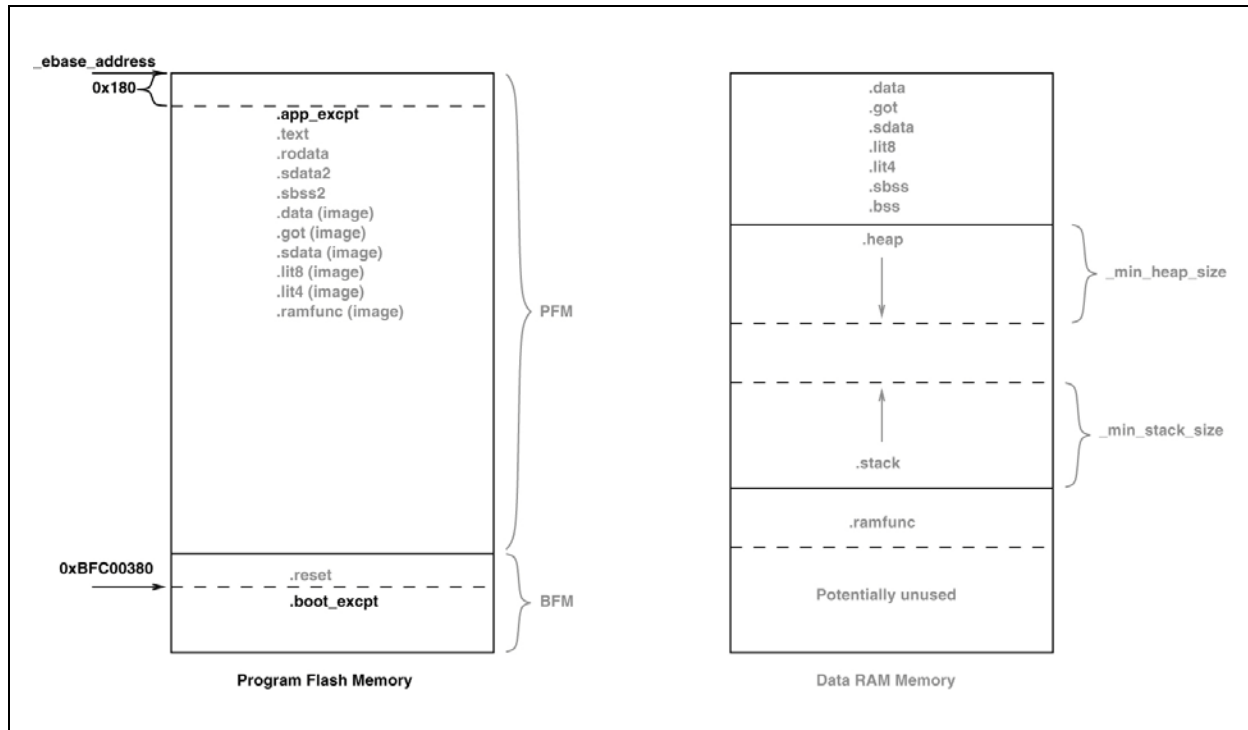 _ebase_address
0x180
.app_excpt
.text
.rodata
.sdata2
.sbss2
.data (image)
.got (image)
.sdata (image)
.lit8 (image)
.lit4 (image)
.ramfunc (image)
PFM
0xBFC00380
.reset
.boot_excpt
BFM
Program Flash Memory
.data
.got
.sdata
.lit8
.lit4
.sbss
.bss
.heap
_min_heap_size
_min_stack_size
.stack
.ramfunc
Potentially unused
Data RAM Memory